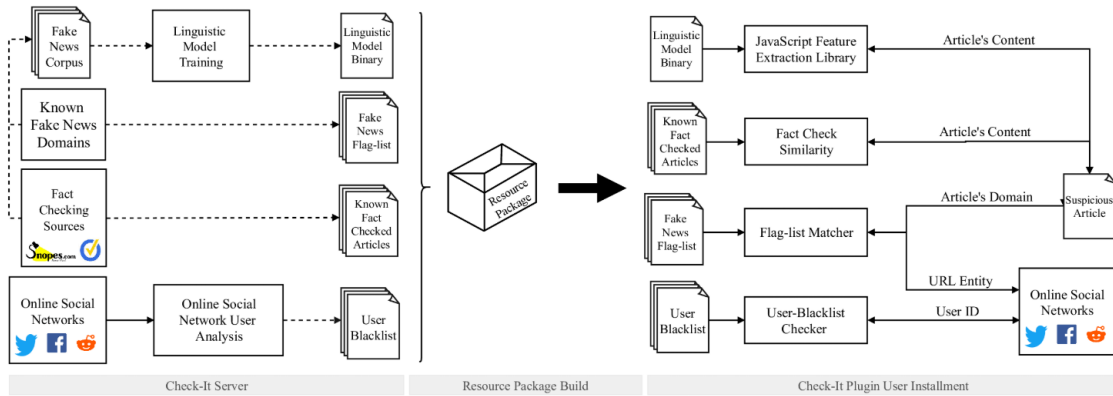 Fake
News
Corpus
Linguistic
Model
Training
Linguistic
Model
Binary
Known
Fake News
Domains
Fake
News
Flag-list
Fact
Checking
Sources
Snopes.com
Known
Fact
Checked
Articles
Online Social
Networks
Online Social
Network User
Analysis
User
Blacklist
Resource
Package
Linguistic
Model
Binary
JavaScript Feature
Extraction Library
Article's Content
Known
Fact
Checked
Articles
Fact Check
Similarity
Article's Content
Suspicious
Article
Fake
News
Flag-list
Flag-list Matcher
Article's Domain
URL Entity
User
Blacklist
User-Blacklist
Checker
User ID
Online Social
Networks
Check-It Server
Resource Package Build
Check-It Plugin User Installment